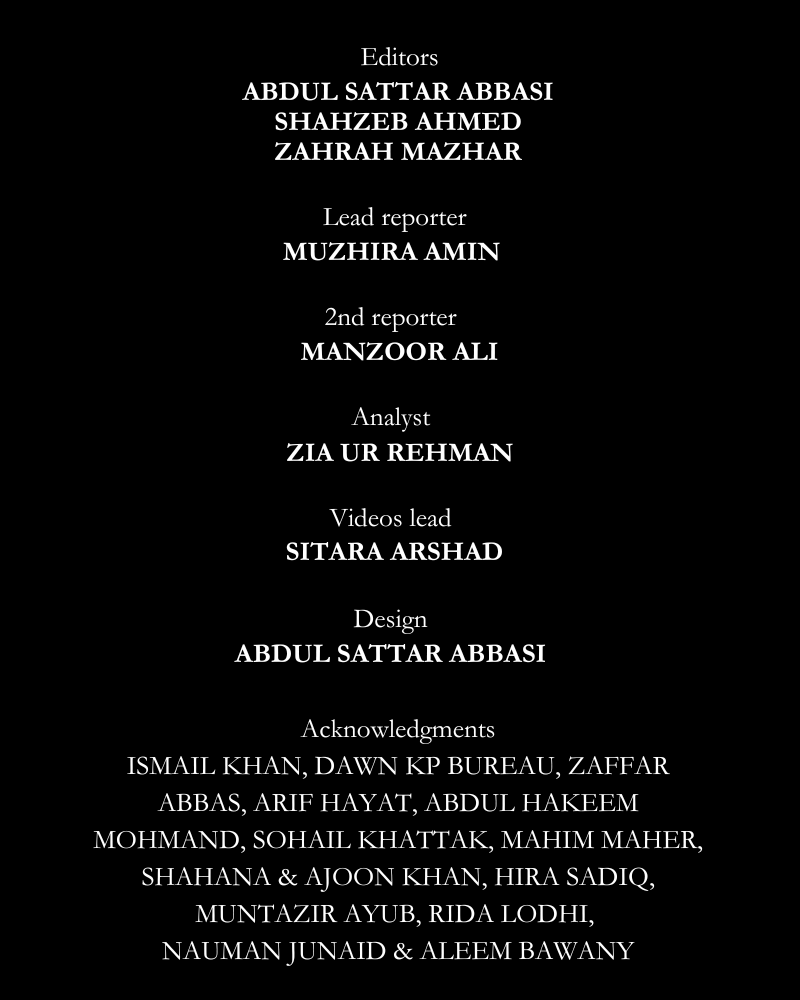 Editors
ABDUL SATTAR ABBASI
SHAHZEB AHMED
ZAHRAH MAZHAR
Lead reporter
MUZHIRA AMIN
2nd reporter
MANZOOR ALI
Analyst
ZIA UR REHMAN
Videos lead
SITARA ARSHAD
Design
ABDUL SATTAR ABBASI
Acknowledgments
ISMAIL KHAN, DAWN KP BUREAU, ZAFFAR
ABBAS, ARIF HAYAT, ABDUL HAKEEM
MOHMAND, SOHAIL KHATTAK, MAHIM MAHER,
SHAHANA & AJOON KHAN, HIRA SADIQ,
MUNTAZIR AYUB, RIDA LODHI,
NAUMAN JUNAID & ALEEM BAWANY